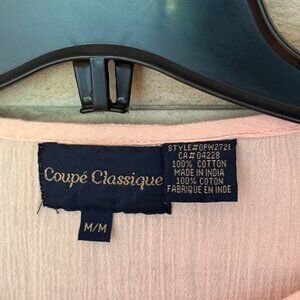 Coupé Classique
M/M
STYLE#OPW2721
CA#04228
100% COTTON
MADE IN INDIA
100% COTON
FABRIQUE EN INDE